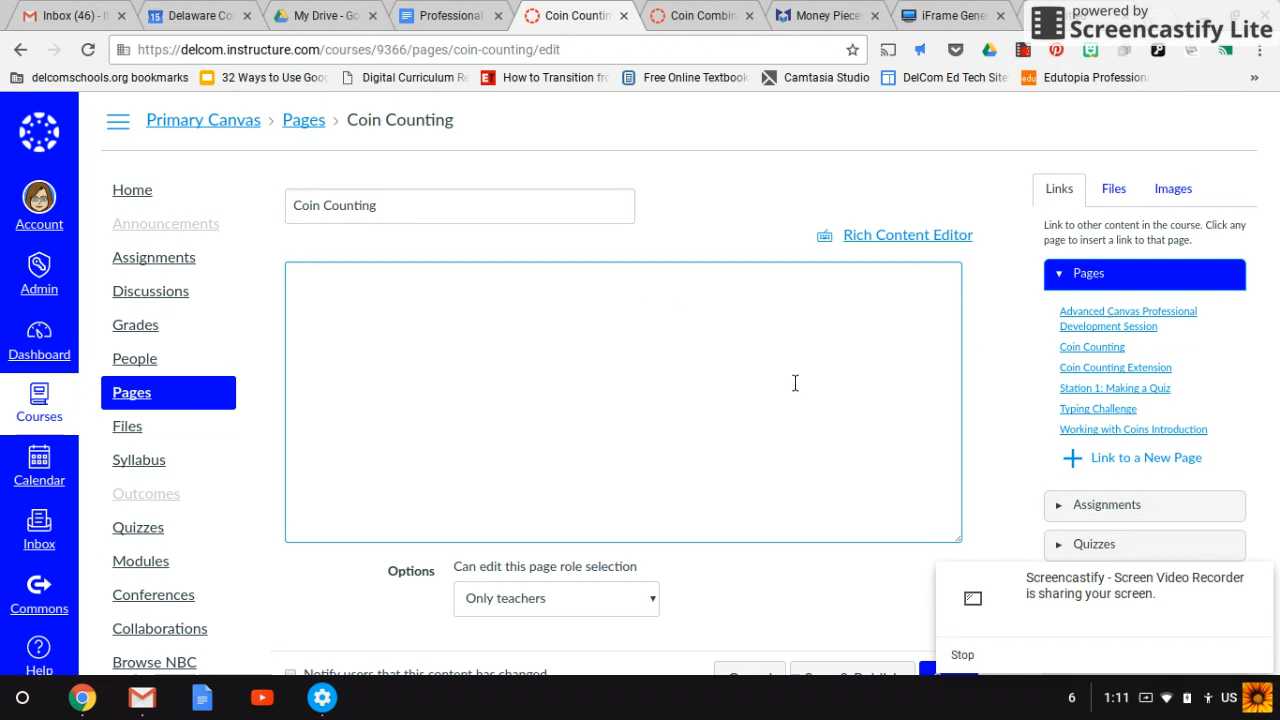 Inbox (46) - I
Delaware Co
My Drive - G
Professional
Coin Countin
Coin Combin
Money Piece
iFrame Gene
powered by
Screencastify Lite
https://delcom.instructure.com/courses/9366/pages/coin-counting/edit
delcomschools.org bookmarks
32 Ways to Use Goo
Digital Curriculum Re
How to Transition fro
Free Online Textbook
Camtasia Studio
DelCom Ed Tech Site
Edutopia Profession
»
Primary Canvas > Pages > Coin Counting
Account
Admin
Dashboard
Courses
Calendar
Inbox
Commons
Help
Home
Announcements
Assignments
Discussions
Grades
People
Pages
Files
Syllabus
Outcomes
Quizzes
Modules
Conferences
Collaborations
Browse NBC
Coin Counting
Rich Content Editor
Options
Can edit this page role selection
Only teachers
Notify users that this content has changed
Links
Files
Images
Link to other content in the course. Click any
page to insert a link to that page.
Pages
Advanced Canvas Professional
Development Session
Coin Counting
Coin Counting Extension
Station 1: Making a Quiz
Typing Challenge
Working with Coins Introduction
Link to a New Page
Assignments
Quizzes
Screencastify - Screen Video Recorder
is sharing your screen.
Stop
6
1:11
US